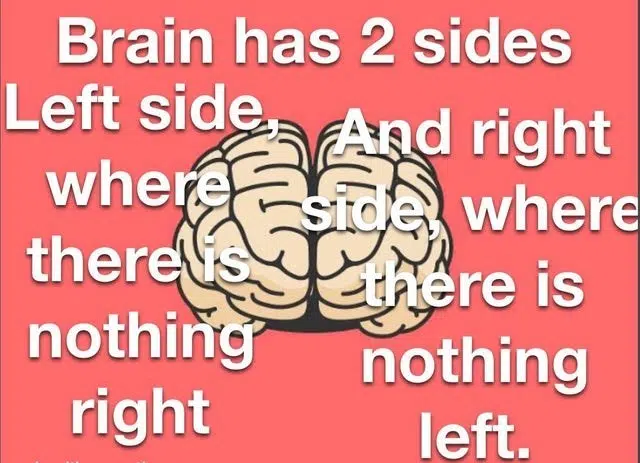 Brain has 2 sides
Left side,
where
there is
nothing
right
And right
side, where
there is
nothing
left.